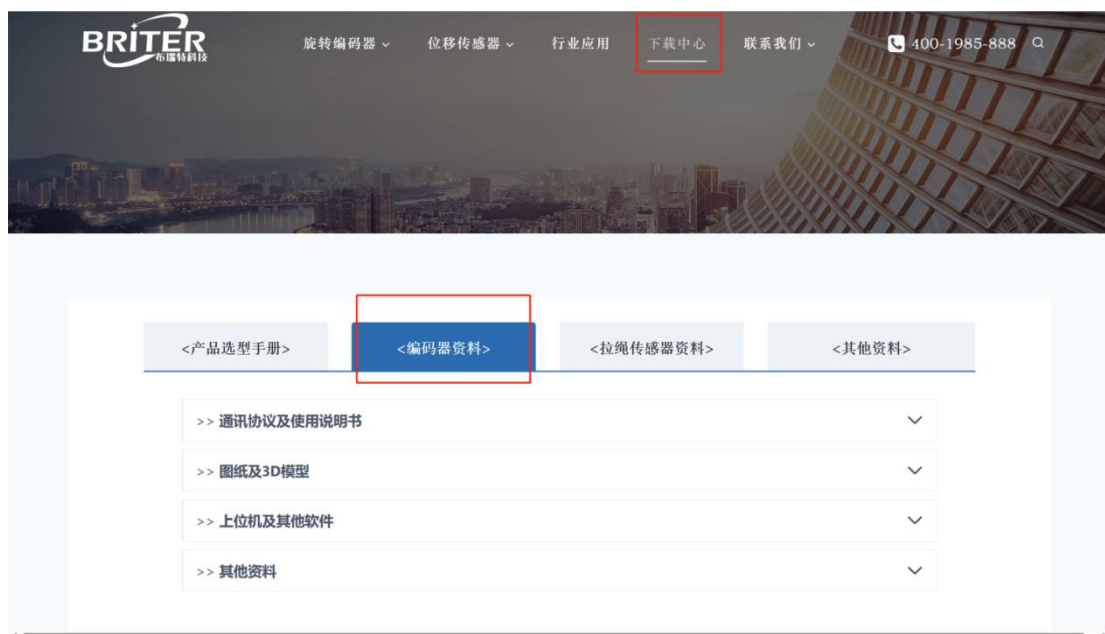 BRITER
布瑞特科技
旋转编码器
位移传感器
行业应用
下载中心
联系我们
400-1985-888
<产品选型手册>
<编码器资料>
<拉绳传感器资料>
<其他资料>
>> 通讯协议及使用说明书
>> 图纸及3D模型
>> 上位机及其他软件
>> 其他资料